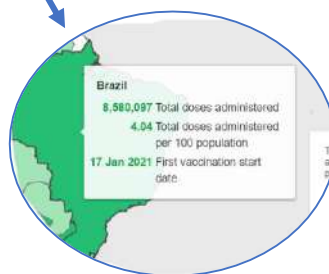 Brazil
8,580,097 Total doses administered
4.04 Total doses administered
per 100 population
17 Jan 2021 First vaccination start
date